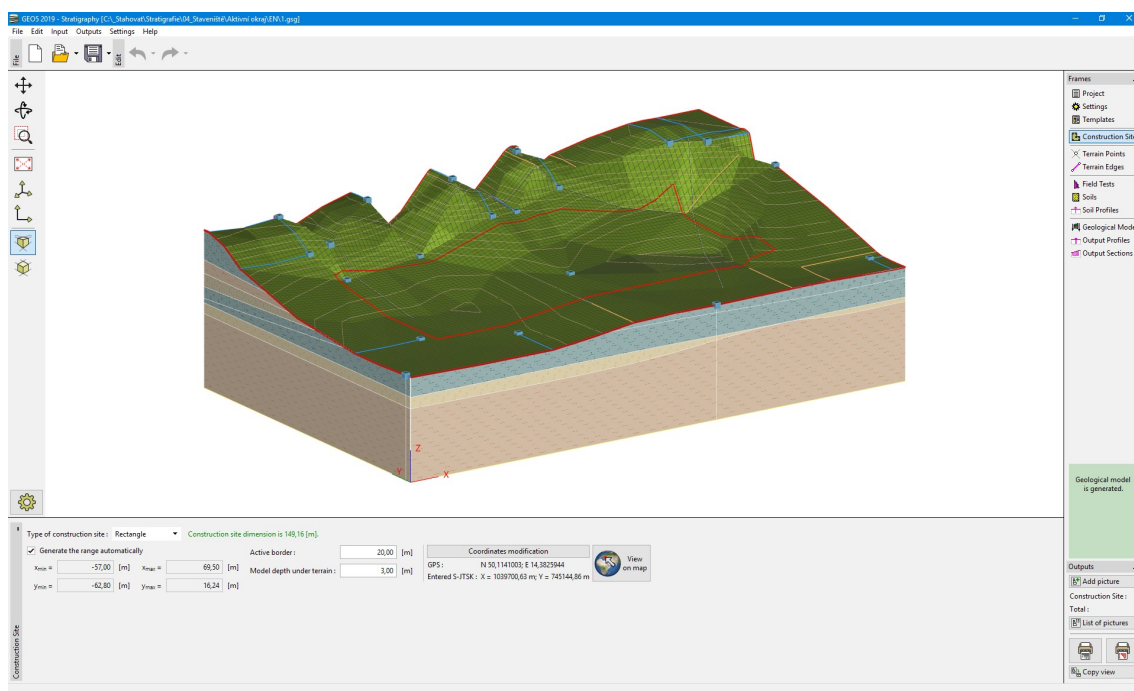 GEO5 2019 - Stratigraphy [C:\_Stahovat\Stratigrafie\04_Staveniště\Aktivní okraj\EN\1.gsg]
File Edit Input Outputs Settings Help
File
Edit
Frames
Project
Settings
Templates
Construction Site
Terrain Points
Terrain Edges
Field Tests
Soils
Soil Profiles
Geological Mode
Output Profiles
Output Sections
Z
Y
X
Geological model
is generated.
Construction Site
Type of construction site : Rectangle Construction site dimension is 149,16 [m].
Generate the range automatically
xmin = -57,00 [m] xmax = 69,50 [m]
ymin = -62,80 [m] ymax = 16,24 [m]
Active border : 20,00 [m]
Model depth under terrain : 3,00 [m]
Coordinates modification
GPS : N 50,1141003; E 14,3825944
Entered S-JTSK : X = 1039700,63 m; Y = 745144,86 m
View
on map
Outputs
Add picture
Construction Site :
Total :
List of pictures
Copy view